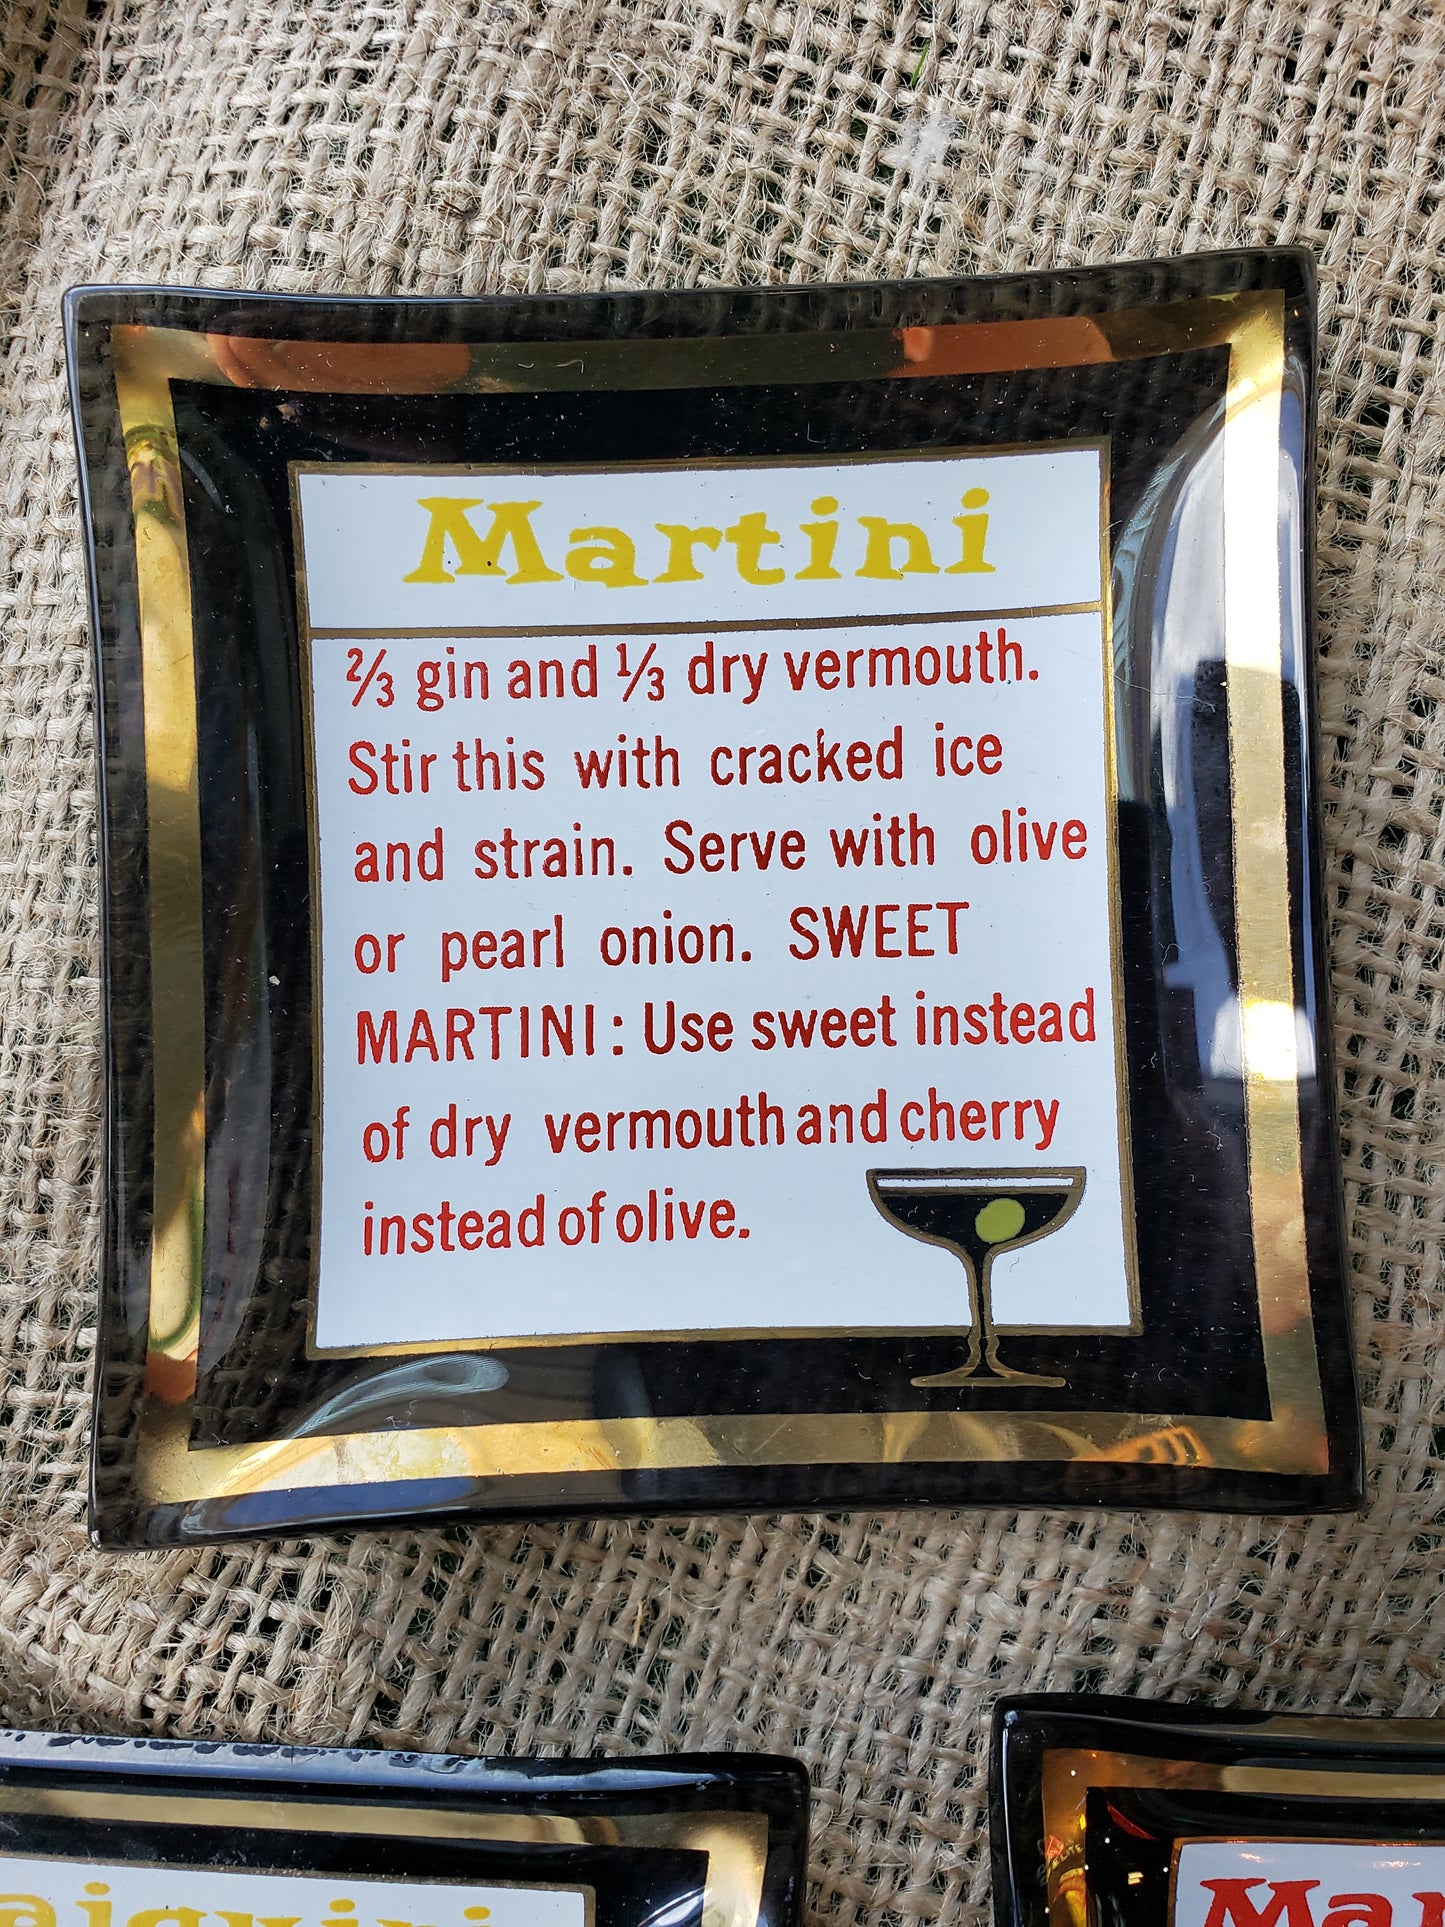 Martini
⅔ gin and ⅓ dry vermouth.
Stir this with cracked ice
and strain. Serve with olive
or pearl onion. SWEET
MARTINI: Use sweet instead
of dry vermouth and cherry
instead of olive.